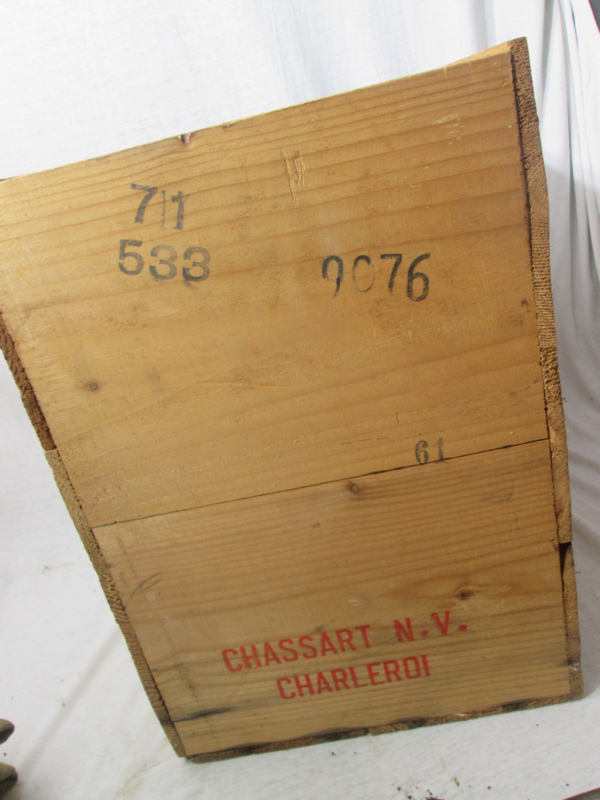 7/1
533
9076
61
CHASSART N.V.
CHARLEROI